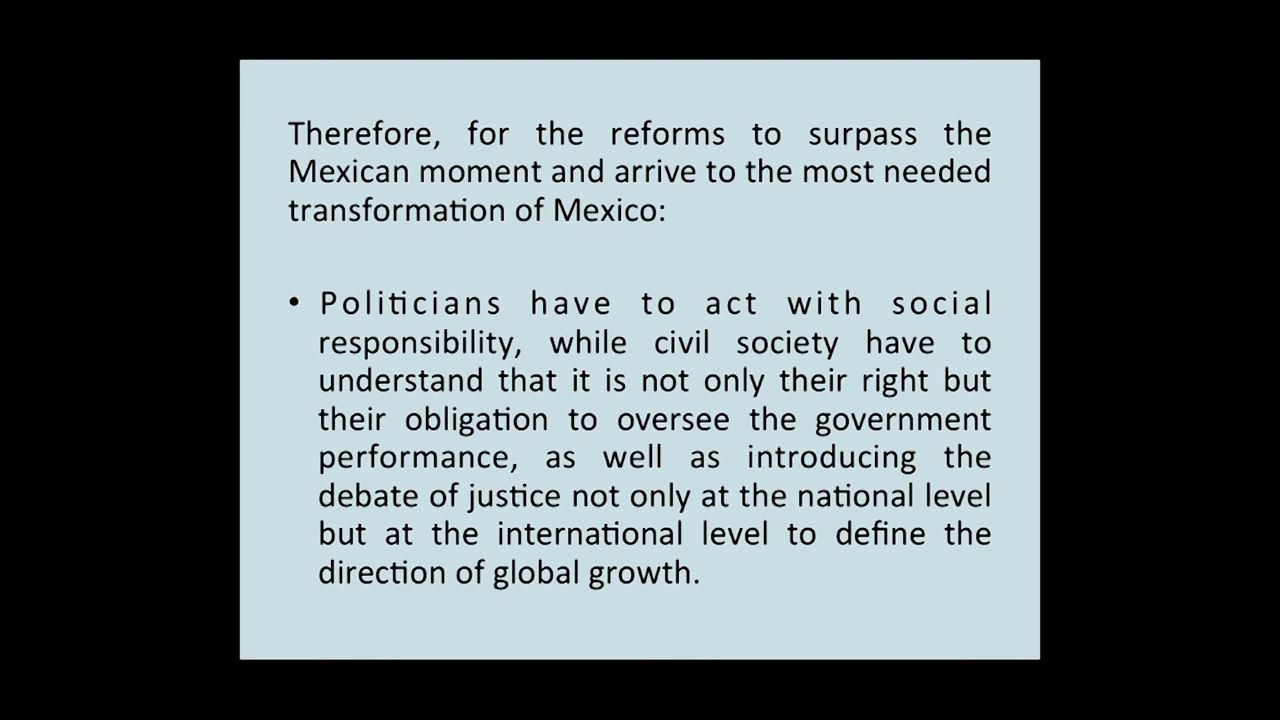 Therefore, for the reforms to surpass the
Mexican moment and arrive to the most needed
transformation of Mexico:
• Politicians have to act with social
responsibility, while civil society have to
understand that it is not only their right but
their obligation to oversee the government
performance, as well as introducing the
debate of justice not only at the national level
but at the international level to define the
direction of global growth.